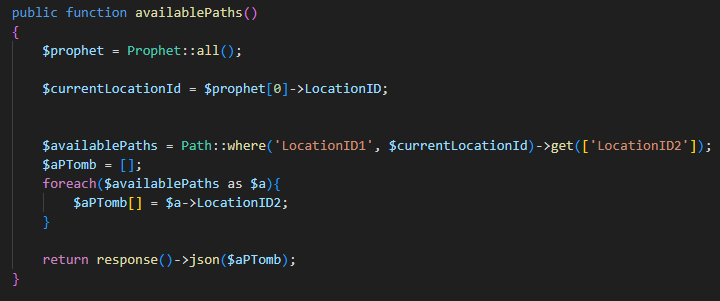 public function availablePaths()
{
    $prophet = Prophet::all();
    $currentLocationId = $prophet[0]->LocationID;
    $availablePaths = Path::where('LocationID1', $currentLocationId)->get(['LocationID2']);
    $aPTomb = [];
    foreach($availablePaths as $a){
        $aPTomb[] = $a->LocationID2;
    }
    return response()->json($aPTomb);
}